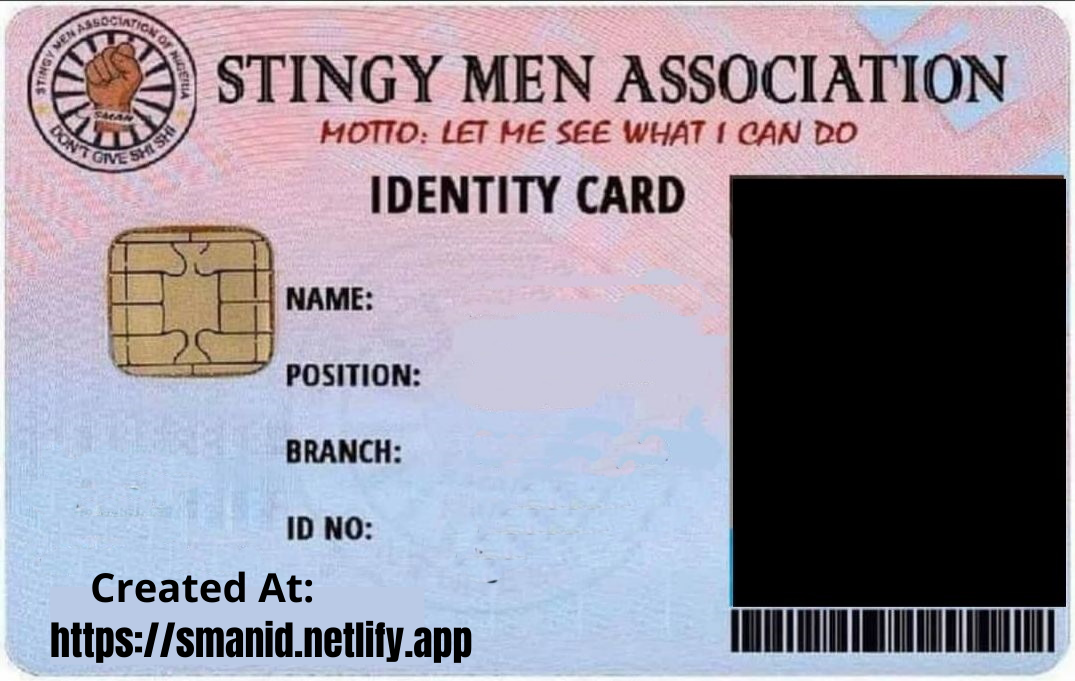 STINGY MEN ASSOCIATION OF NIGERIA
SMAN
DON'T GIVE SHI SHI
STINGY MEN ASSOCIATION
MOTTO: LET ME SEE WHAT I CAN DO
IDENTITY CARD
NAME:
POSITION:
BRANCH:
ID NO:
Created At:
https://smanid.netlify.app